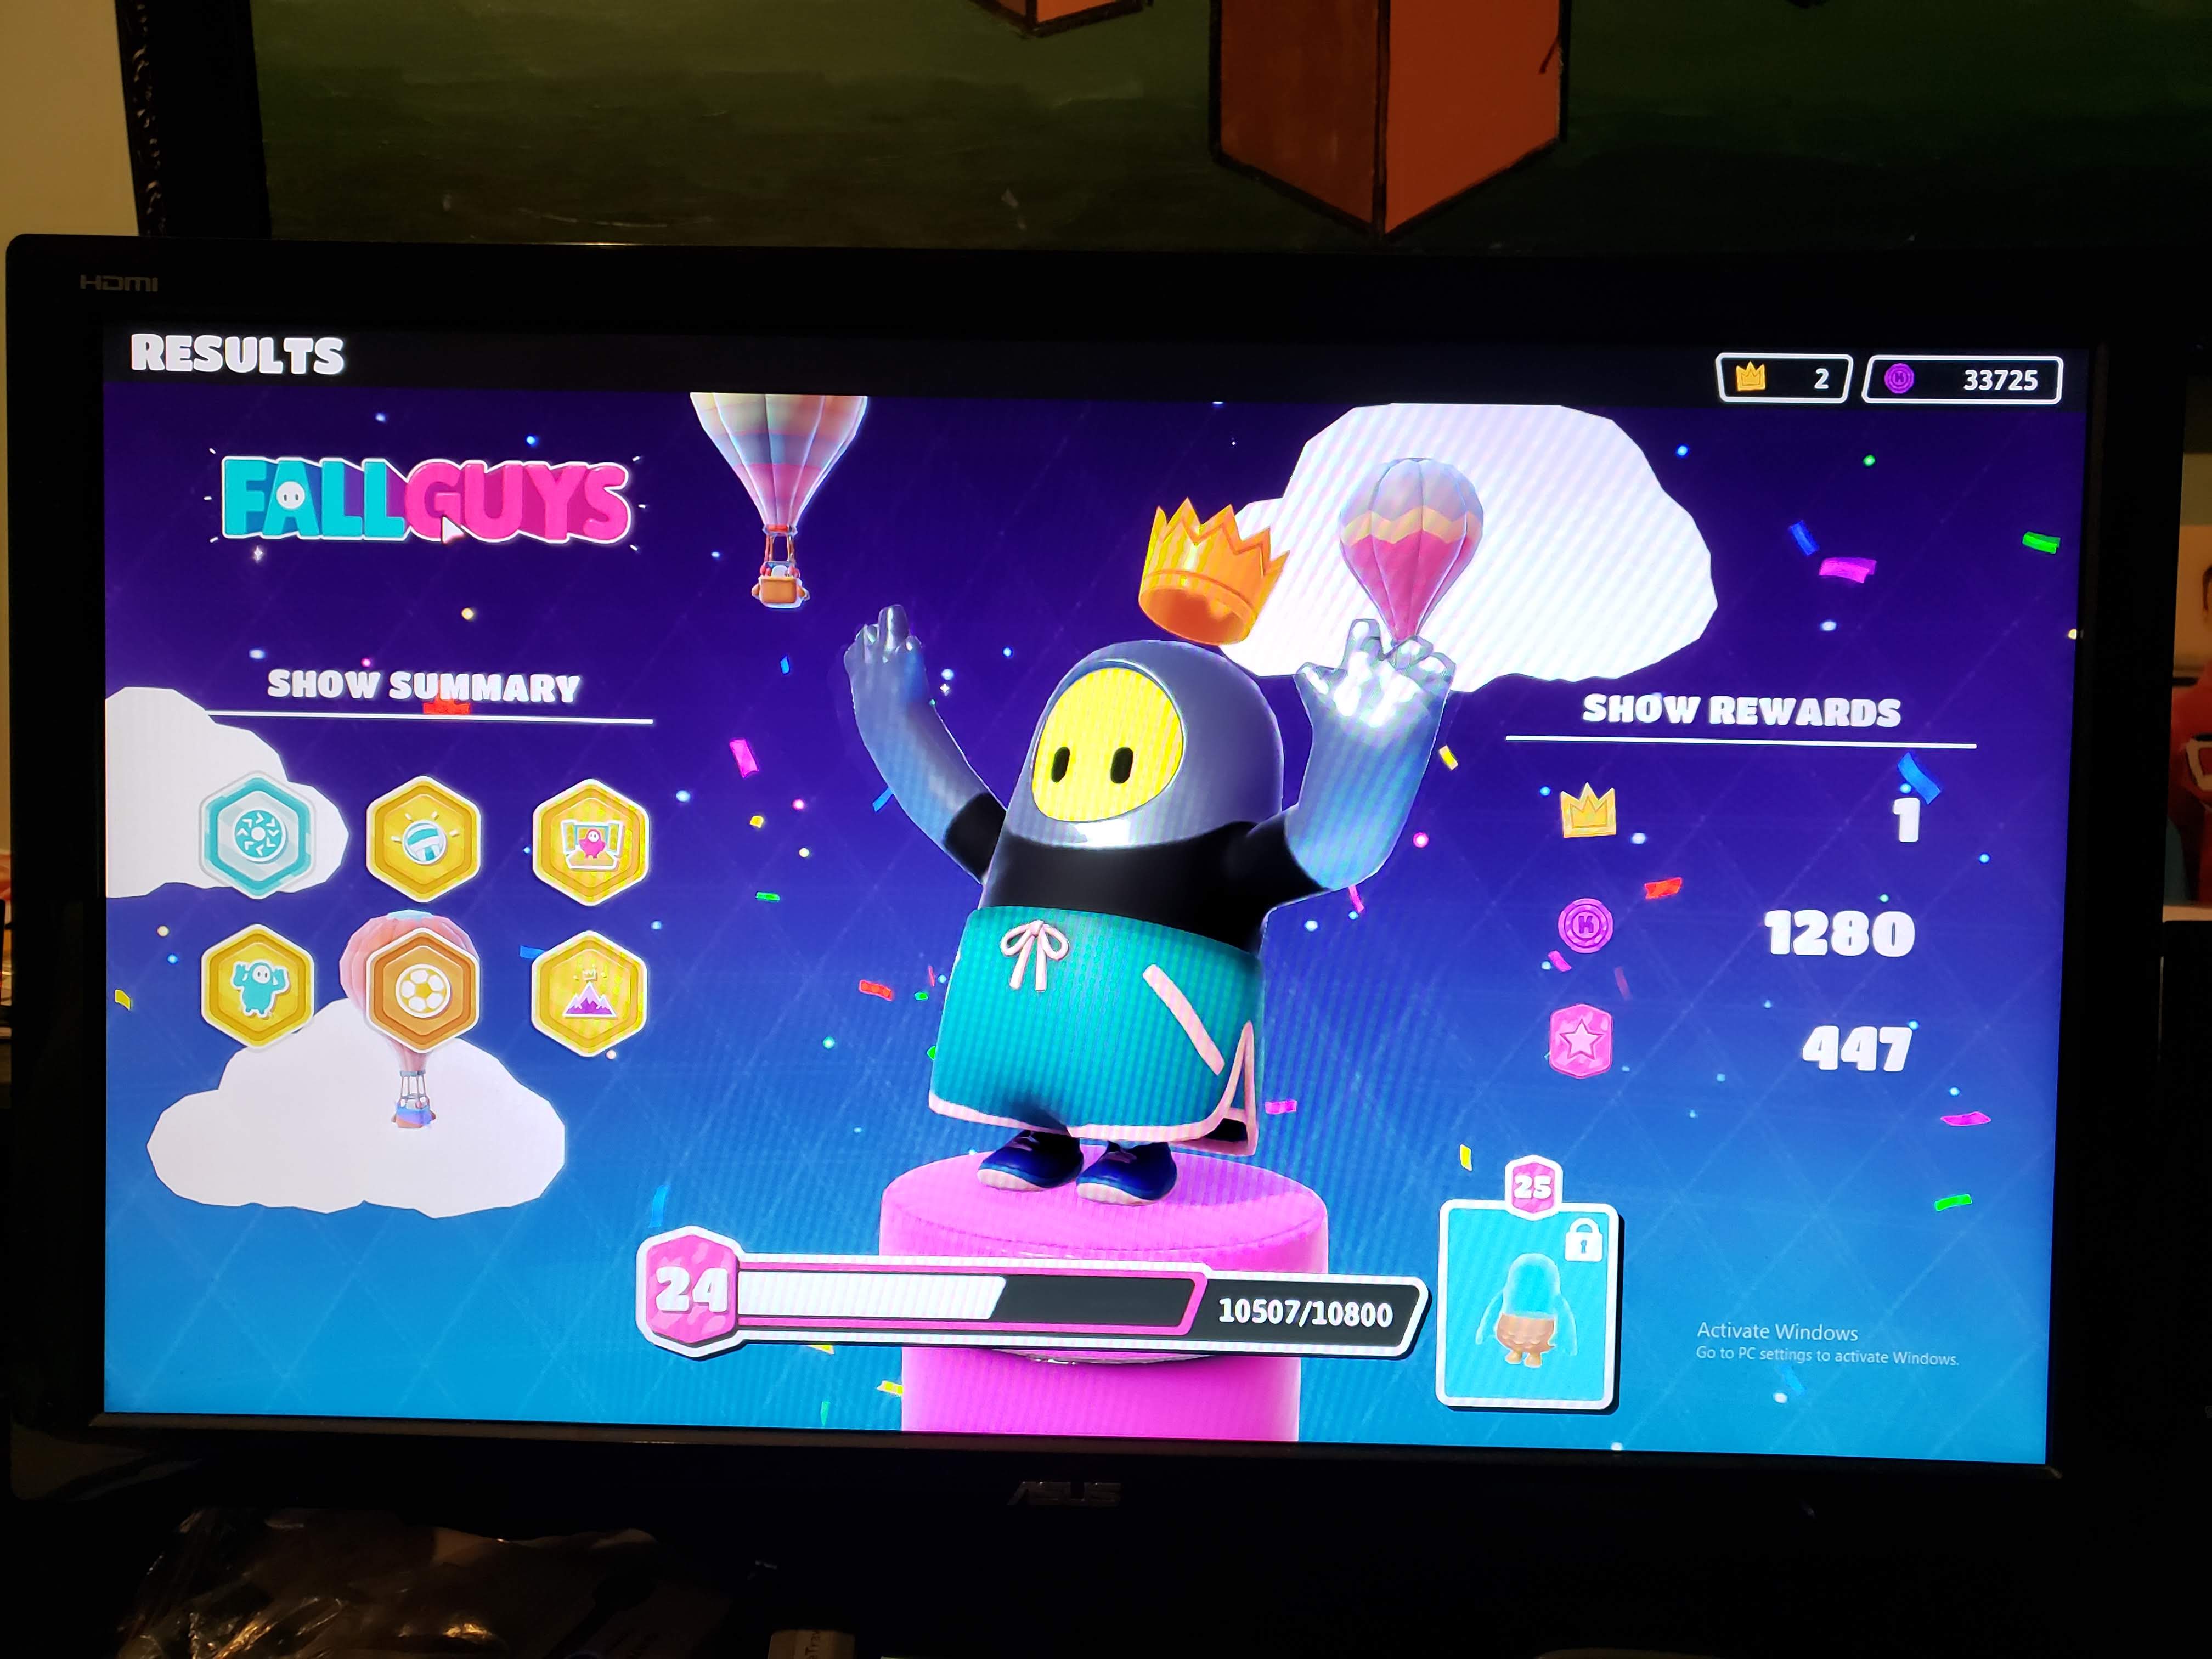 HDMI
RESULTS
2
33725
FALL GUYS
SHOW SUMMARY
SHOW REWARDS
1
K
1280
447
25
24
10507/10800
Activate Windows
Go to PC settings to activate Windows.
ASUS